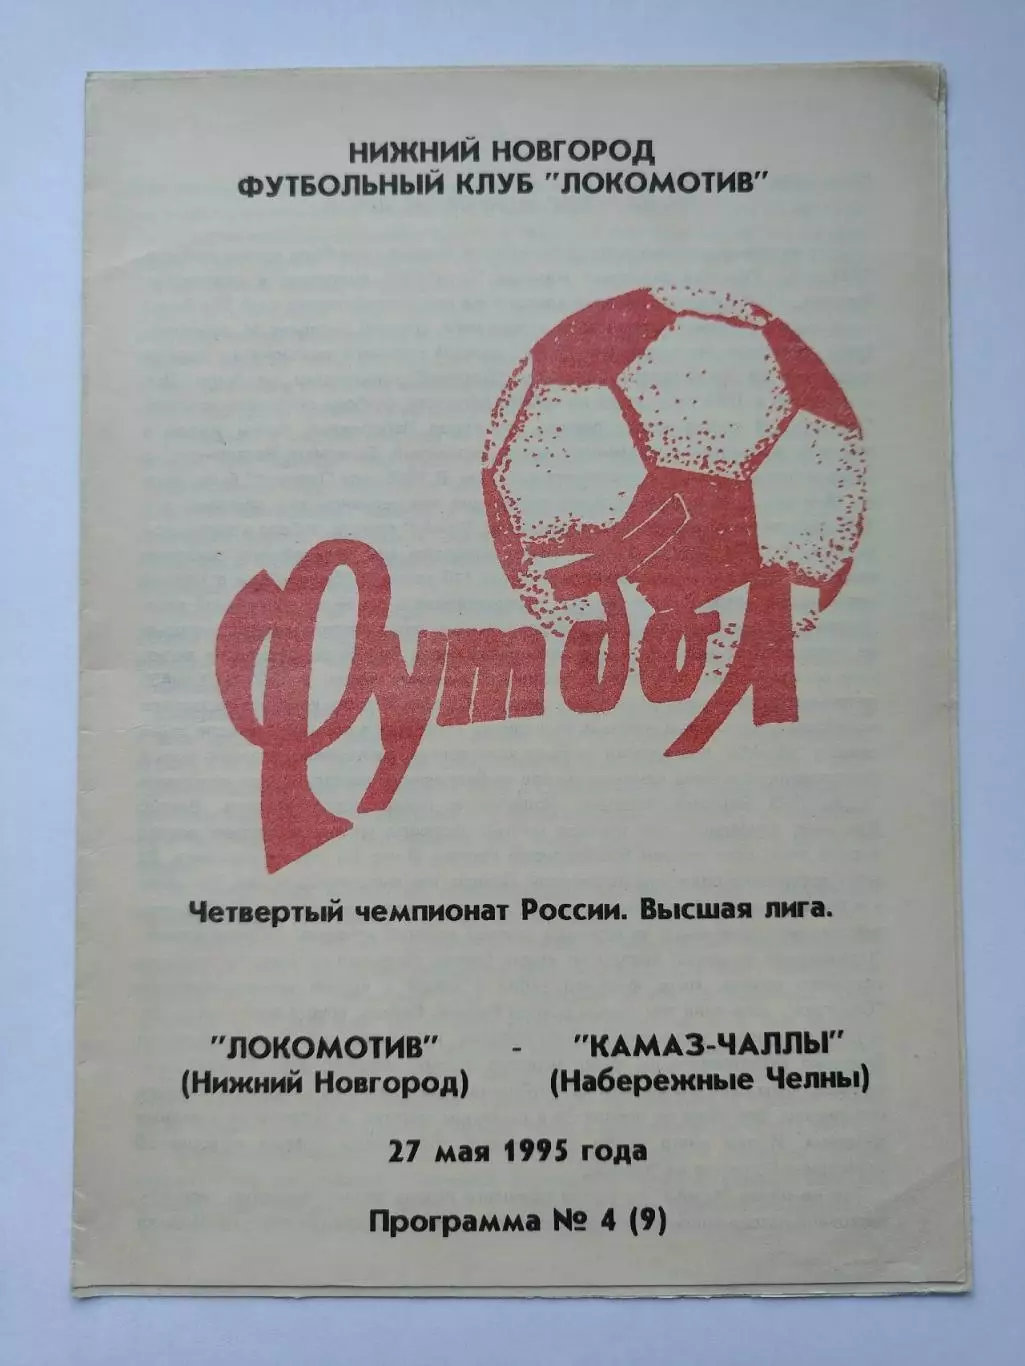 НИЖНИЙ НОВГОРОД
ФУТБОЛЬНЫЙ КЛУБ "ЛОКОМОТИВ"
Футбол
Четвертый чемпионат России. Высшая лига.
"ЛОКОМОТИВ" - "КАМАЗ-ЧАЛЛЫ"
(Нижний Новгород) (Набережные Челны)
27 мая 1995 года
Программа № 4 (9)